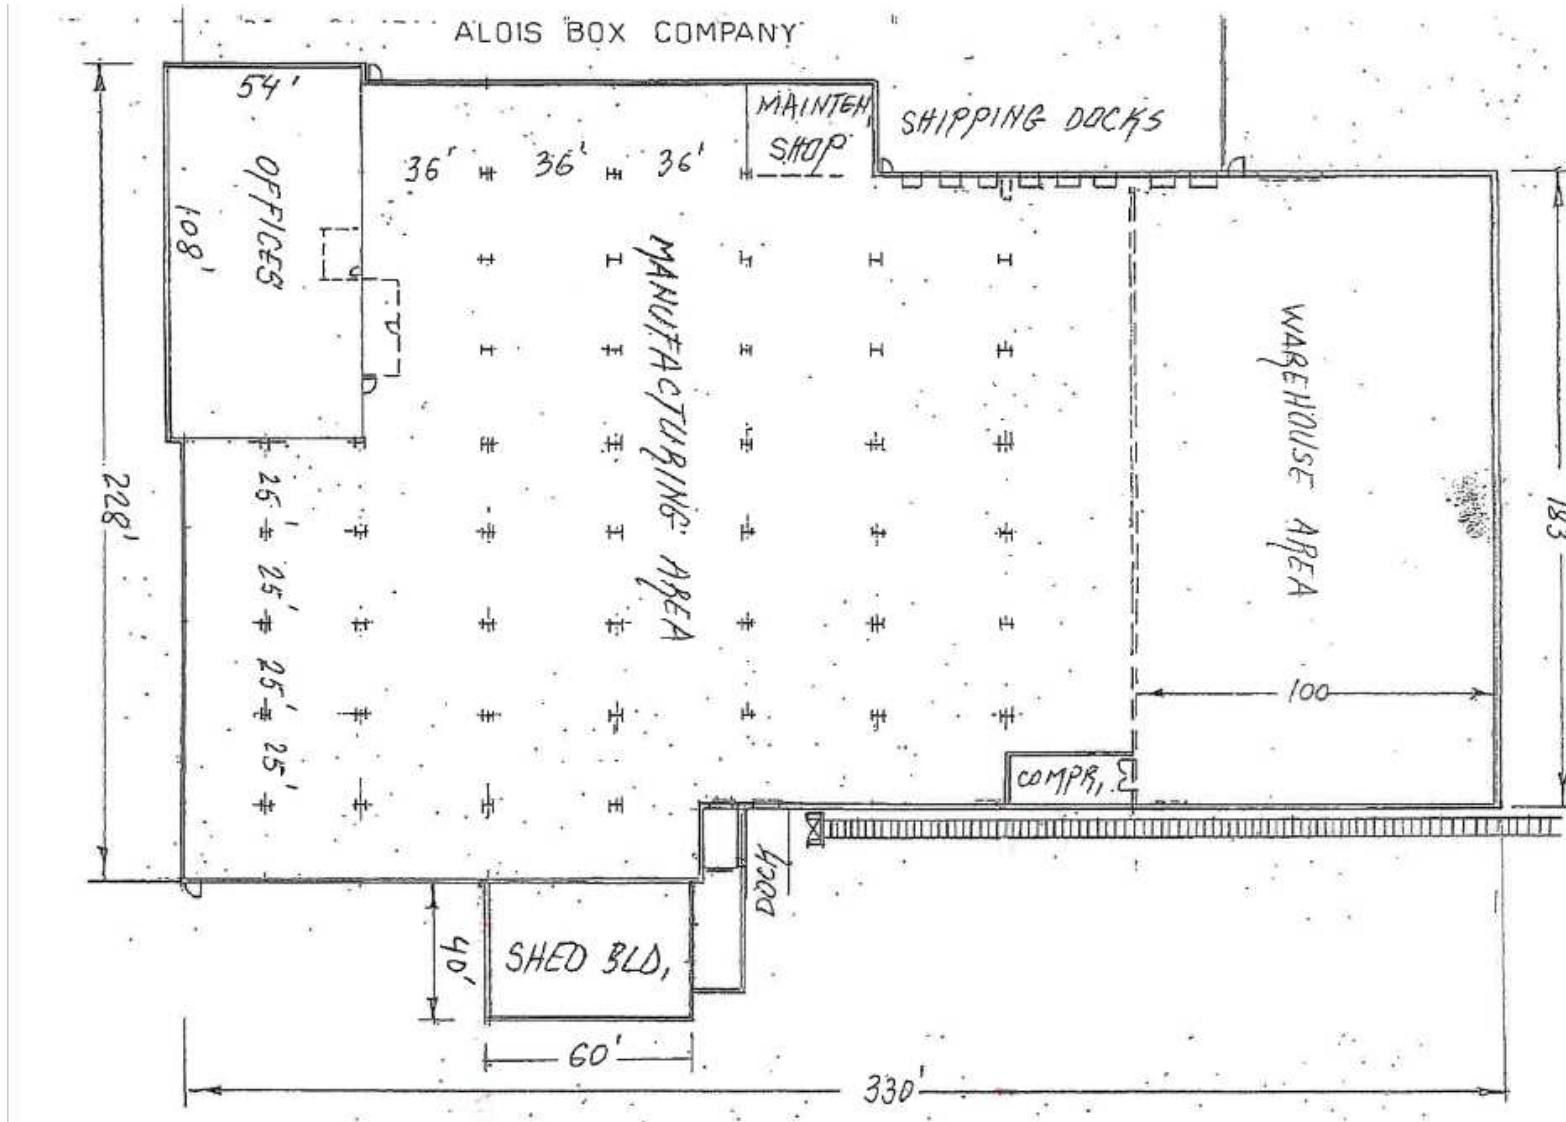 ALOIS BOX COMPANY
54'
MAINTEN,
SHOP
SHIPPING DOCKS
36' 36' 36'
OFFICES
108'
MANUFACTURING AREA
WAREHOUSE AREA
228'
183
25'
25'
25'
25'
100
COMPR,
DOCK
SHED BLD,
40'
60'
330'